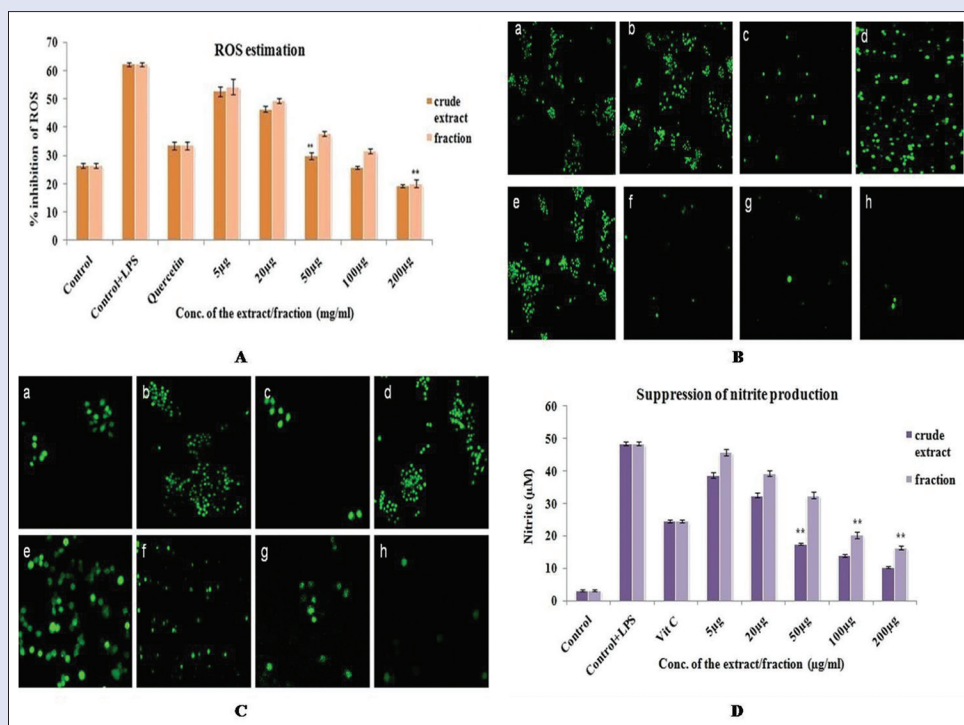 ROS estimation
70
60
50
40
30
20
10
0
% inhibition of ROS
crude
extract
fraction
**
**
Control
Control+LPS
Quercetin
5µg
20µg
50µg
100µg
200µg
Conc. of the extract/fraction (mg/ml)
A
a
b
c
d
e
f
g
h
B
a
b
c
d
e
f
g
h
C
Suppression of nitrite production
60
50
40
30
20
10
0
Nitrite (µM)
crude
extract
fraction
**
**
**
Control
Control+LPS
Vit C
5µg
20µg
50µg
100µg
200µg
Conc. of the extract/fraction (µg/ml)
D